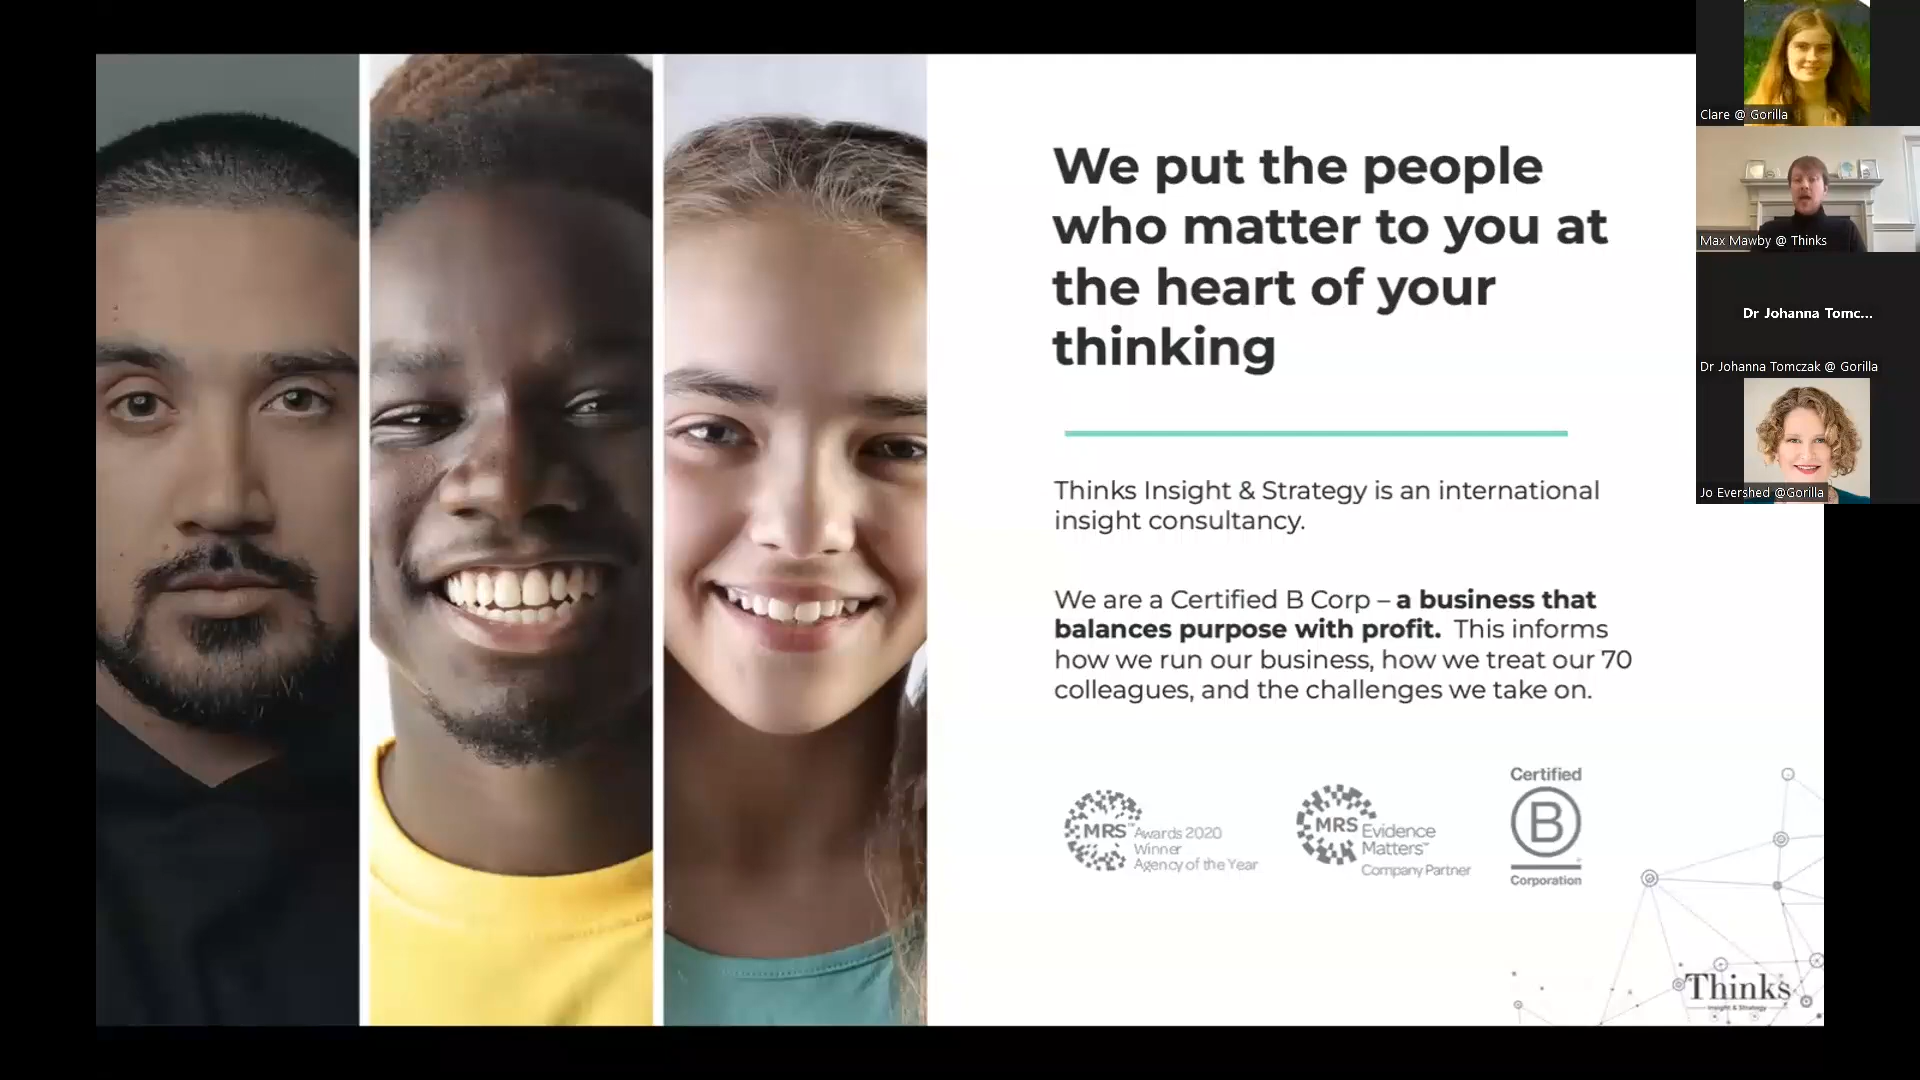 We put the people
who matter to you at
the heart of your
thinking
Thinks Insight & Strategy is an international
insight consultancy.
We are a Certified B Corp – a business that
balances purpose with profit.  This informs
how we run our business, how we treat our 70
colleagues, and the challenges we take on.
MRS™ Awards 2020
Winner
Agency of the Year
MRS Evidence
Matters™
Company Partner
Certified
B
Corporation
Thinks
Insight & Strategy
Clare @ Gorilla
Max Mawby @ Thinks
Dr Johanna Tomc...
Dr Johanna Tomczak @ Gorilla
Jo Evershed @Gorilla